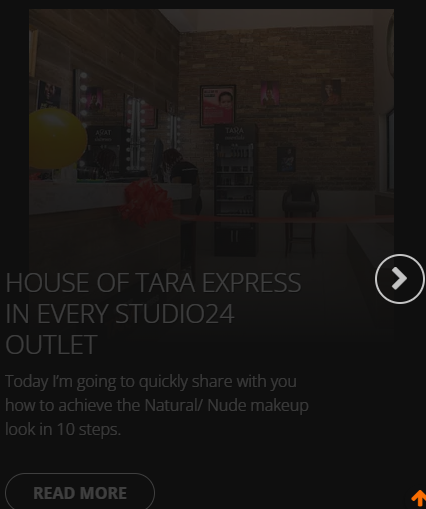 TARA
HOUSE OF TARA EXPRESS
IN EVERY STUDIO24
OUTLET
Today I’m going to quickly share with you
how to achieve the Natural/ Nude makeup
look in 10 steps.
READ MORE